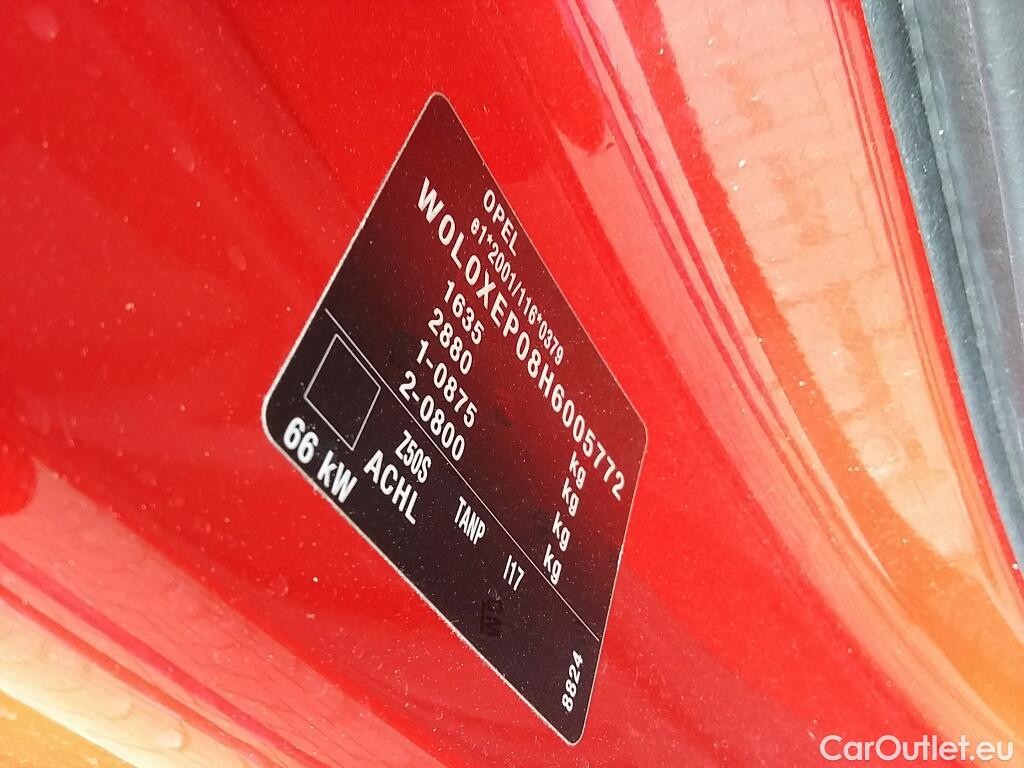 OPEL
e1*2001/116*0379
W0L0XEP08H6005772
1635 kg
2880 kg
1-0875 kg
2-0800 kg
Z50S TANP I17
ACHL
66 kW
8824
CarOutlet.eu